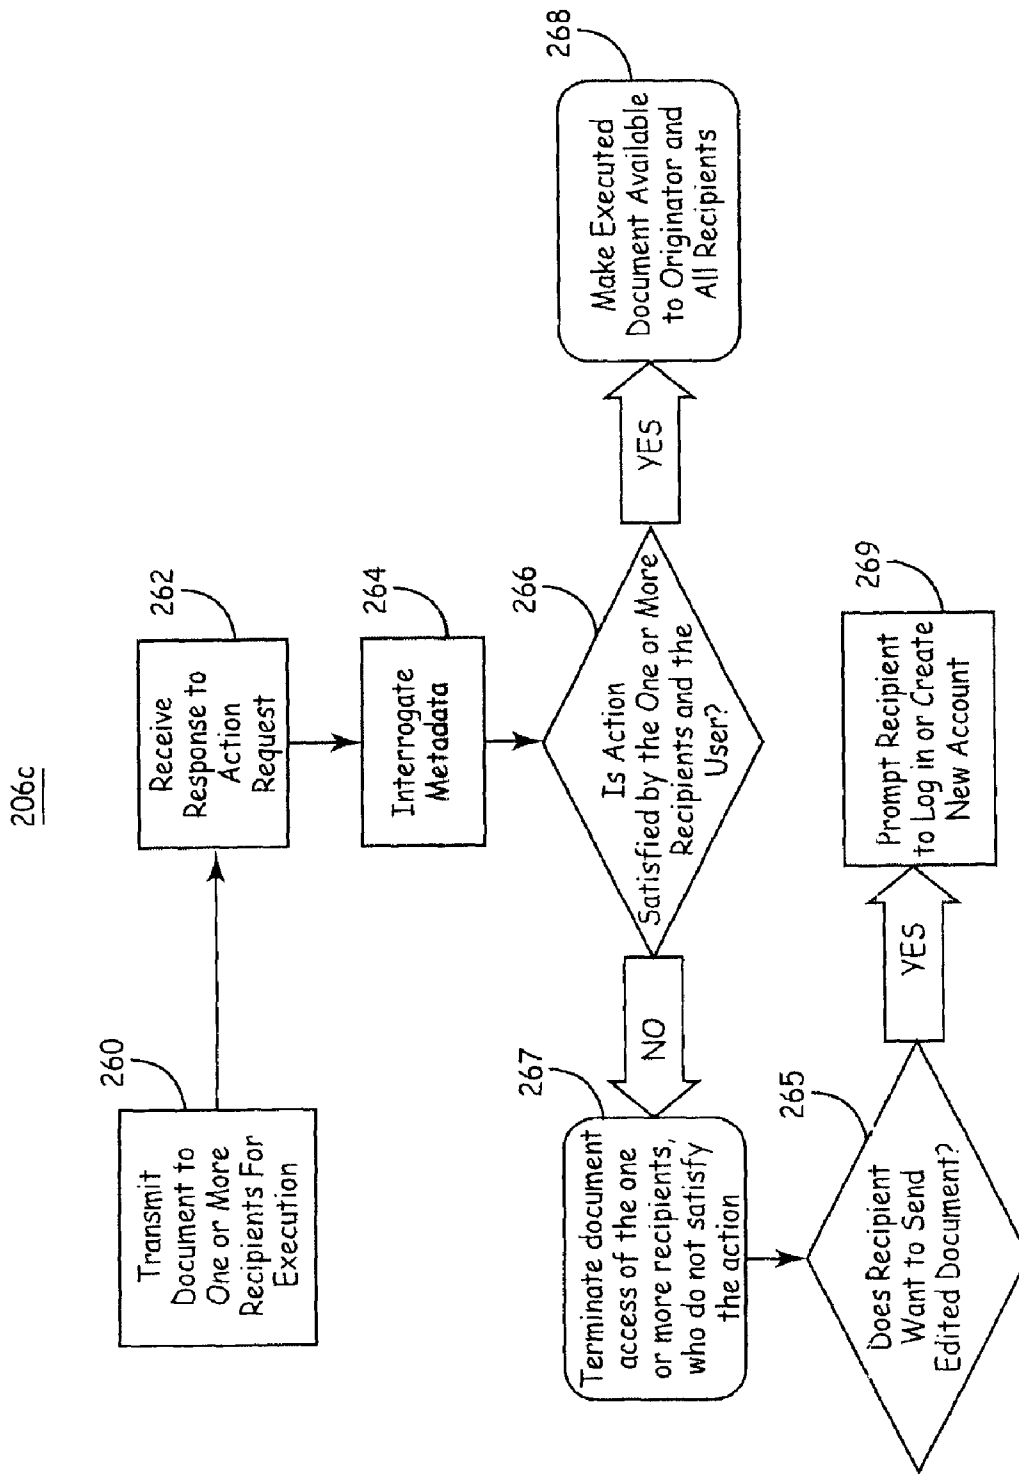 206c
260
Transmit
Document to
One or More
Recipients For
Execution
262
Receive
Response to
Action
Request
264
Interrogate
Metadata
266
Is Action
Satisfied by the One or More
Recipients and the
User?
YES
268
Make Executed
Document Available
to Originator and
All Recipients
NO
267
Terminate document
access of the one
or more recipients,
who do not satisfy
the action
265
Does Recipient
Want to Send
Edited Document?
YES
269
Prompt Recipient
to Log in or Create
New Account